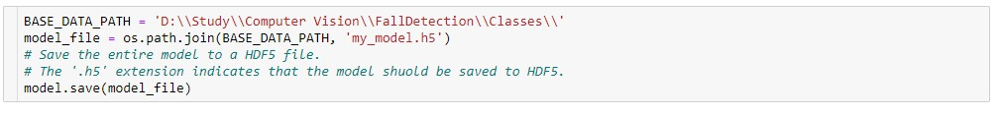 BASE_DATA_PATH = 'D:\\Study\\Computer Vision\\FallDetection\\Classes\\'
model_file = os.path.join(BASE_DATA_PATH, 'my_model.h5')
# Save the entire model to a HDF5 file.
# The '.h5' extension indicates that the model shuold be saved to HDF5.
model.save(model_file)